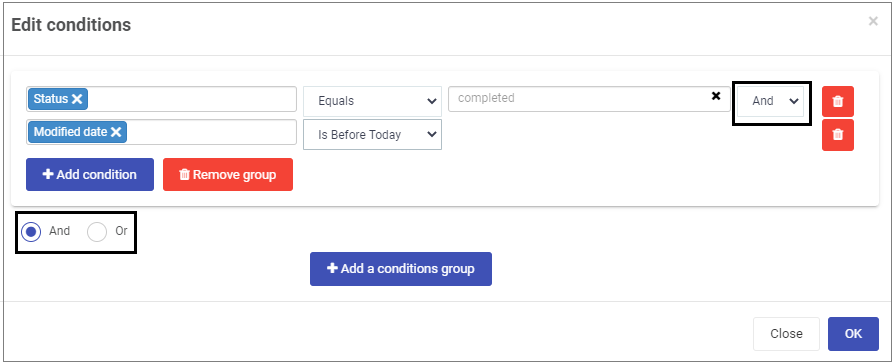 Edit conditions ×
Status × Equals completed × And
Modified date × Is Before Today
+ Add condition Remove group
And Or
+ Add a conditions group
Close OK